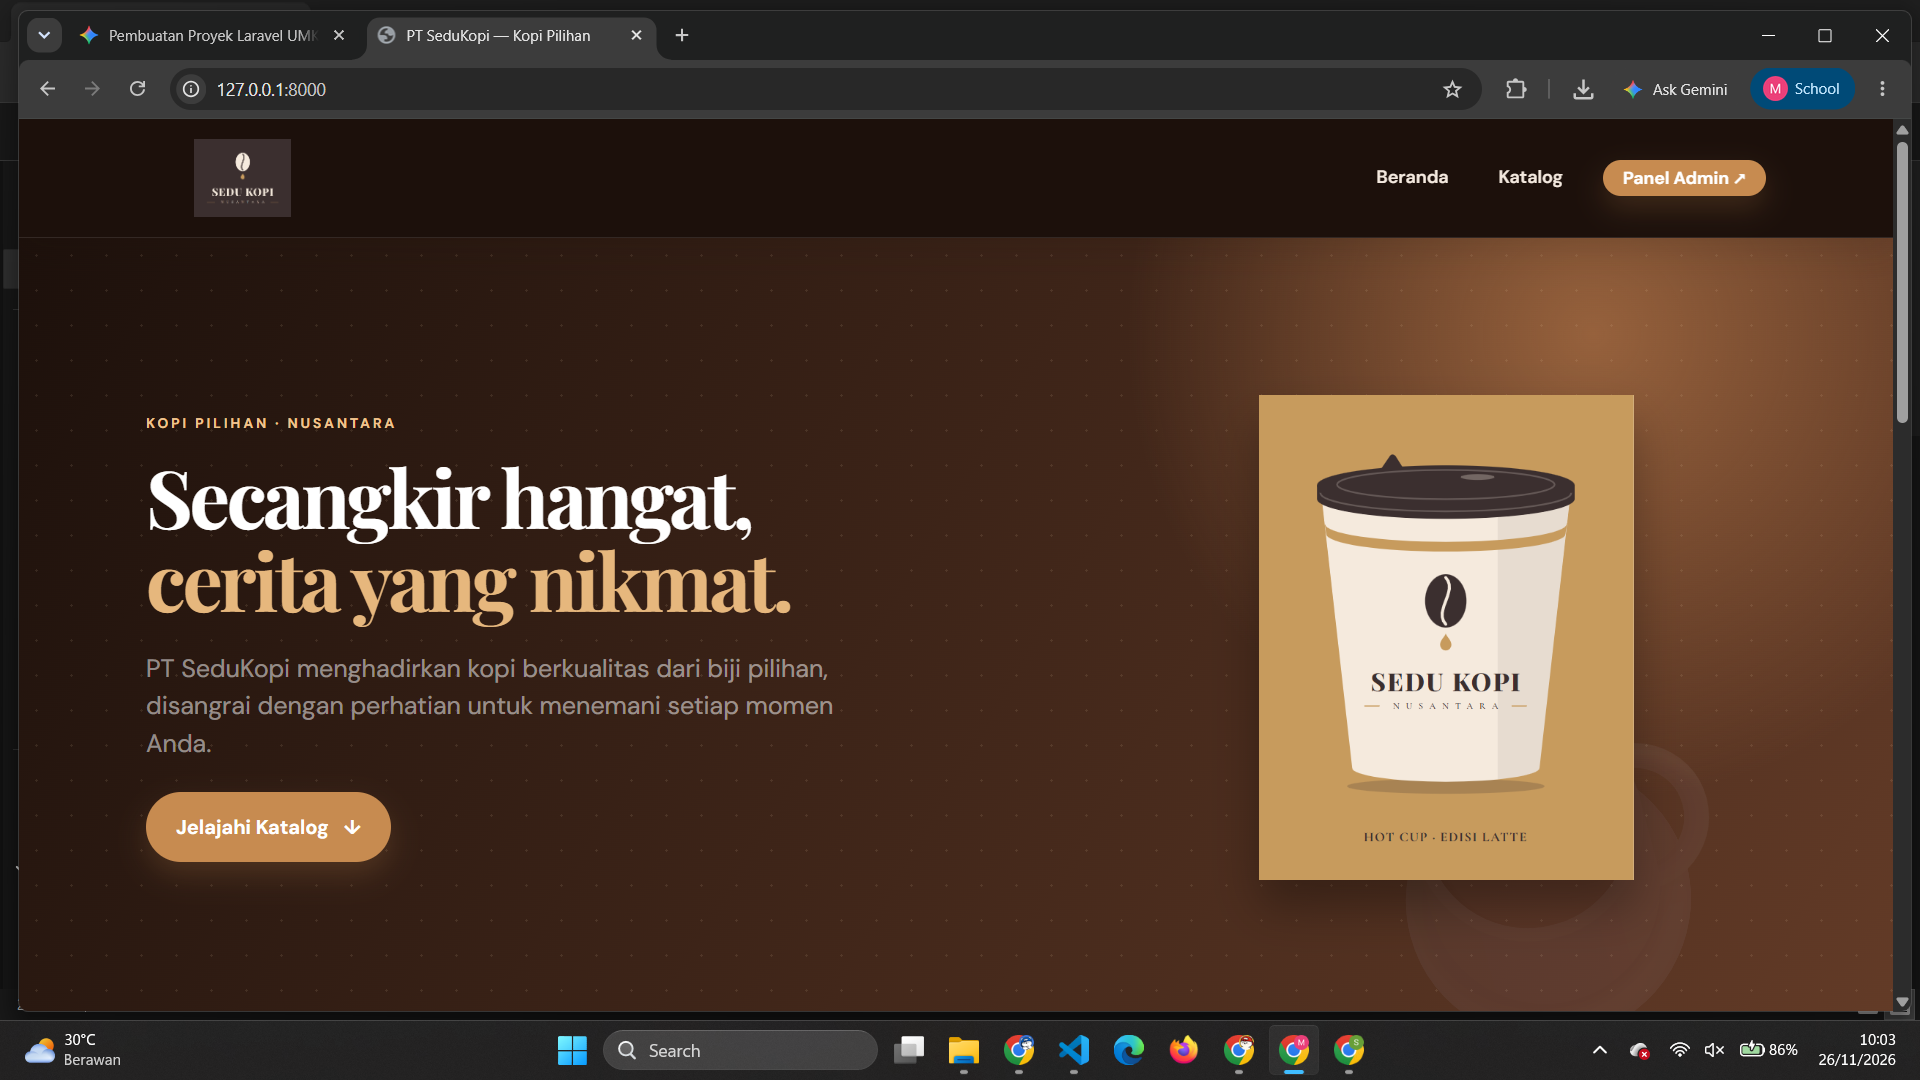 Pembuatan Proyek Laravel UMK
PT SeduKopi — Kopi Pilihan
127.0.0.1:8000
Ask Gemini
M
School
SEDU KOPI
NUSANTARA
Beranda
Katalog
Panel Admin ↗
KOPI PILIHAN · NUSANTARA
Secangkir hangat,
cerita yang nikmat.
PT SeduKopi menghadirkan kopi berkualitas dari biji pilihan,
disangrai dengan perhatian untuk menemani setiap momen
Anda.
Jelajahi Katalog ↓
SEDU KOPI
NUSANTARA
HOT CUP · EDISI LATTE
30°C
Berawan
Search
M
S
86%
10:03
26/11/2026